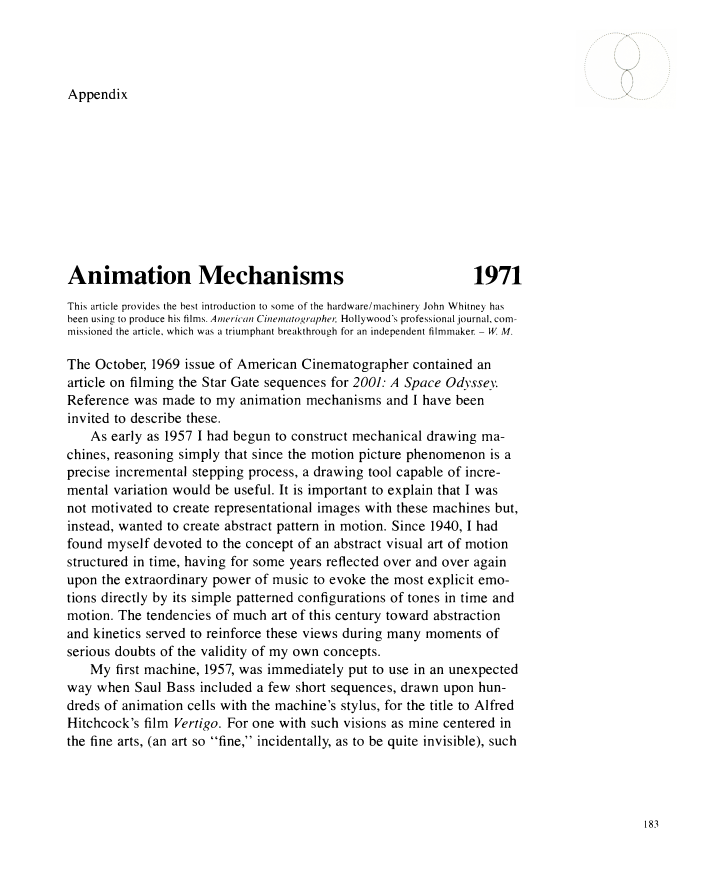 Appendix
Animation Mechanisms 1971
This article provides the best introduction to some of the hardware/machinery John Whitney has
been using to produce his films. American Cinematographer, Hollywood's professional journal, com-
missioned the article, which was a triumphant breakthrough for an independent filmmaker. – W. M.
The October, 1969 issue of American Cinematographer contained an
article on filming the Star Gate sequences for 2001: A Space Odyssey.
Reference was made to my animation mechanisms and I have been
invited to describe these.
As early as 1957 I had begun to construct mechanical drawing ma-
chines, reasoning simply that since the motion picture phenomenon is a
precise incremental stepping process, a drawing tool capable of incre-
mental variation would be useful. It is important to explain that I was
not motivated to create representational images with these machines but,
instead, wanted to create abstract pattern in motion. Since 1940, I had
found myself devoted to the concept of an abstract visual art of motion
structured in time, having for some years reflected over and over again
upon the extraordinary power of music to evoke the most explicit emo-
tions directly by its simple patterned configurations of tones in time and
motion. The tendencies of much art of this century toward abstraction
and kinetics served to reinforce these views during many moments of
serious doubts of the validity of my own concepts.
My first machine, 1957, was immediately put to use in an unexpected
way when Saul Bass included a few short sequences, drawn upon hun-
dreds of animation cells with the machine's stylus, for the title to Alfred
Hitchcock's film Vertigo. For one with such visions as mine centered in
the fine arts, (an art so "fine," incidentally, as to be quite invisible), such
183